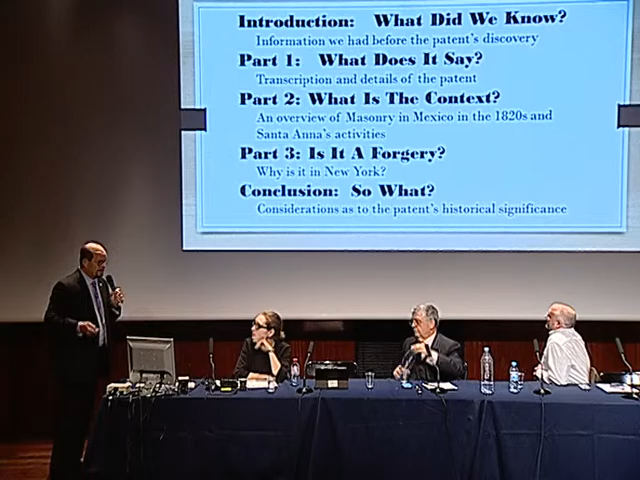 Introduction: What Did We Know?
Information we had before the patent's discovery
Part 1: What Does It Say?
Transcription and details of the patent
Part 2: What Is The Context?
An overview of Masonry in Mexico in the 1820s and
Santa Anna's activities
Part 3: Is It A Forgery?
Why is it in New York?
Conclusion: So What?
Considerations as to the patent's historical significance